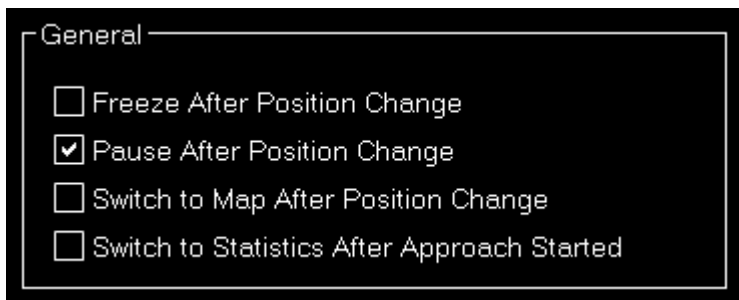 General
Freeze After Position Change
Pause After Position Change
Switch to Map After Position Change
Switch to Statistics After Approach Started